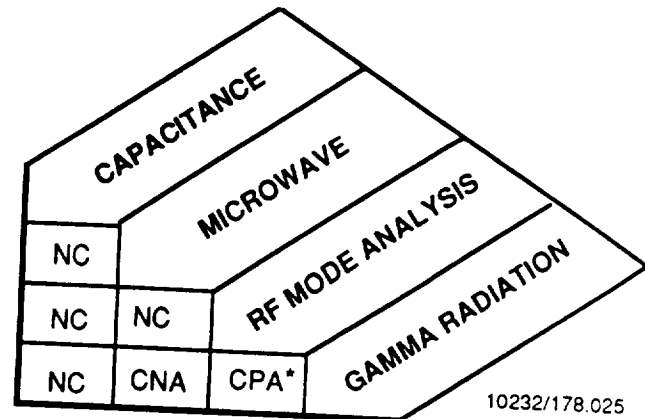 CAPACITANCE
MICROWAVE
RF MODE ANALYSIS
GAMMA RADIATION
NC
NC NC
NC CNA CPA*
10232/178.025